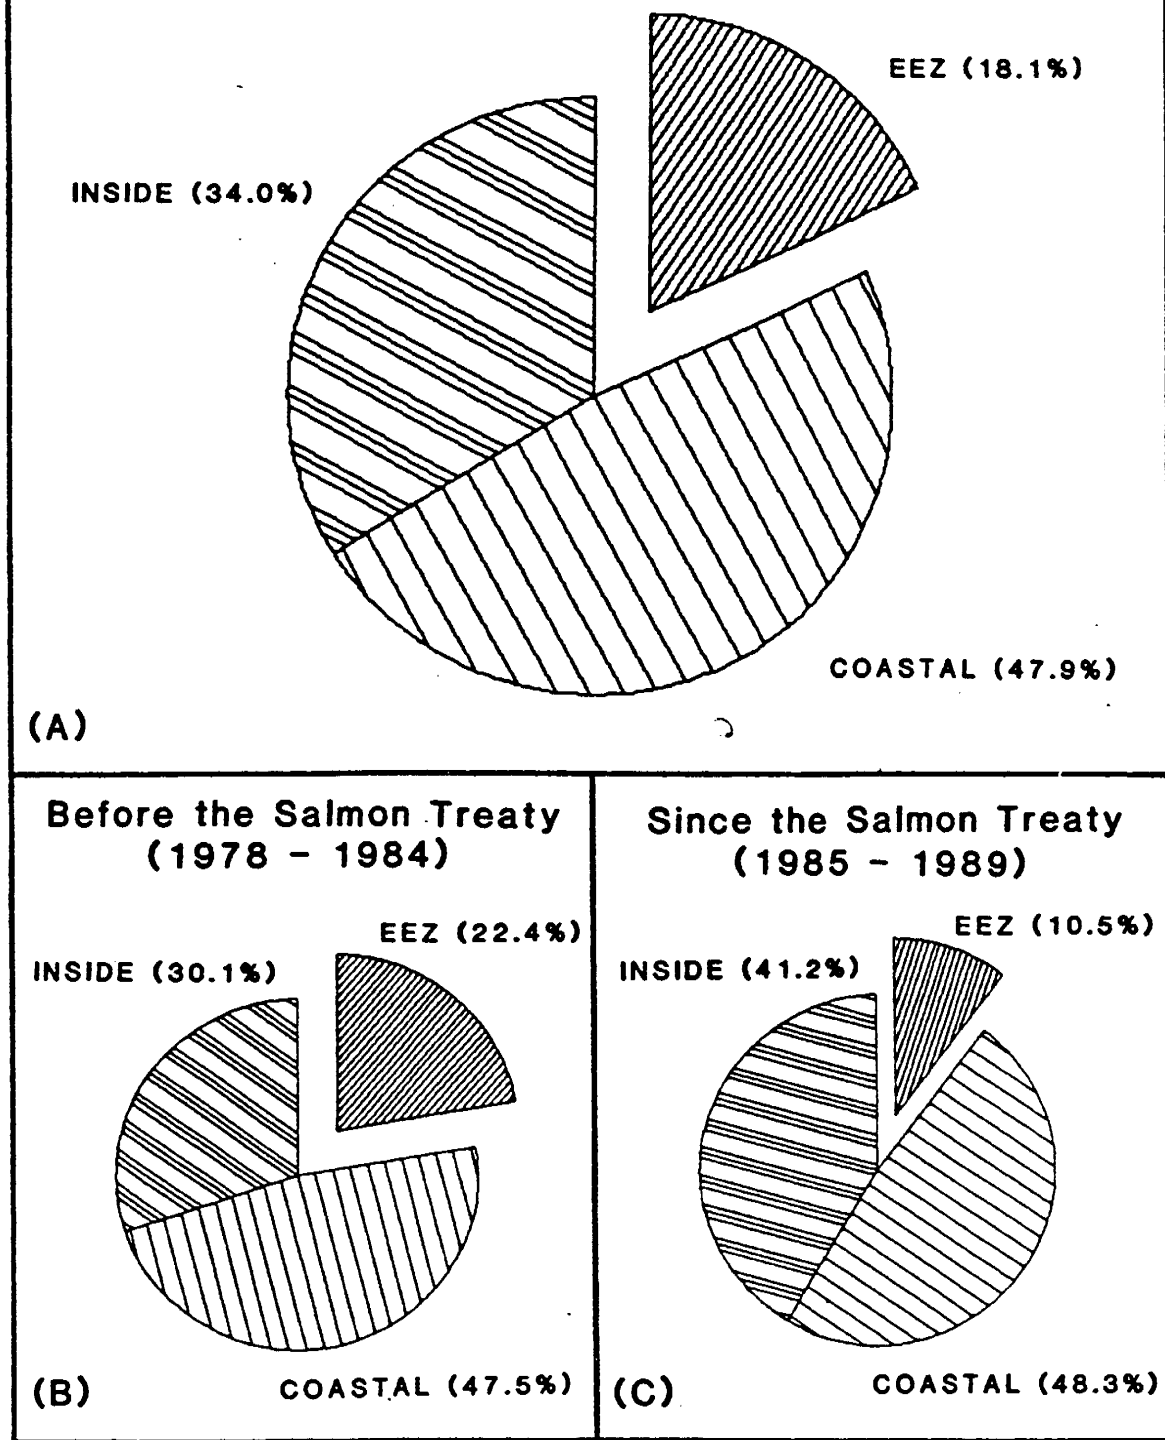 EEZ (18.1%)
INSIDE (34.0%)
COASTAL (47.9%)
(A)
Before the Salmon Treaty
(1978 - 1984)
EEZ (22.4%)
INSIDE (30.1%)
(B)
COASTAL (47.5%)
Since the Salmon Treaty
(1985 - 1989)
EEZ (10.5%)
INSIDE (41.2%)
(C)
COASTAL (48.3%)